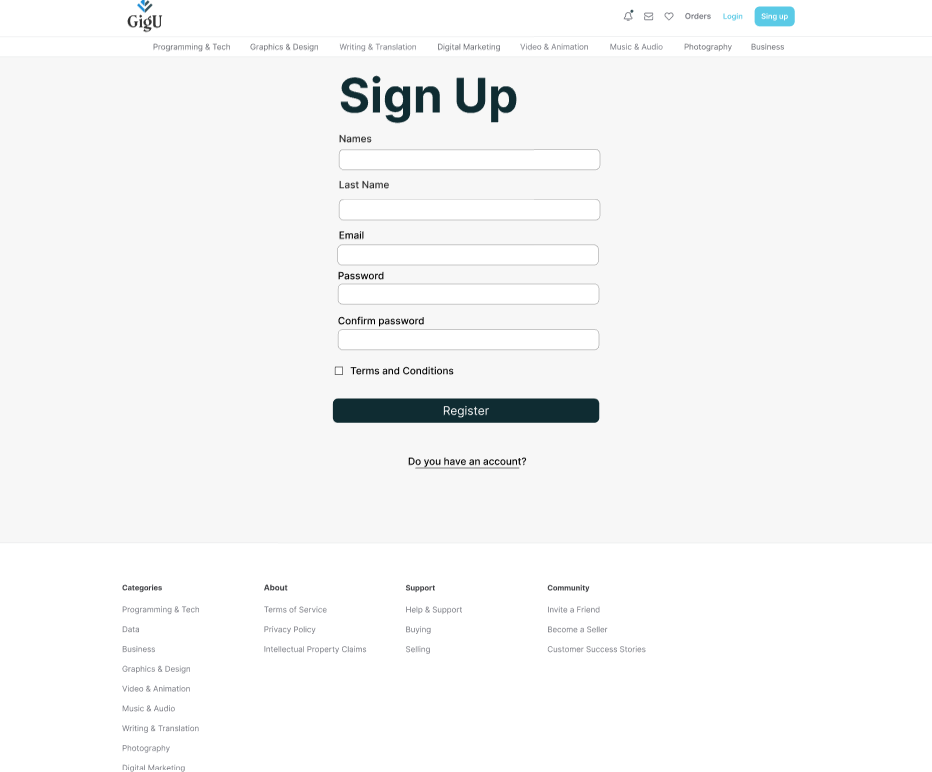 GigU
Orders Login Sing up
Programming & Tech Graphics & Design Writing & Translation Digital Marketing Video & Animation Music & Audio Photography Business
Sign Up
Names
Last Name
Email
Password
Confirm password
Terms and Conditions
Register
Do you have an account?
Categories About Support Community
Programming & Tech Terms of Service Help & Support Invite a Friend
Data Privacy Policy Buying Become a Seller
Business Intellectual Property Claims Selling Customer Success Stories
Graphics & Design
Video & Animation
Music & Audio
Writing & Translation
Photography
Digital Marketing